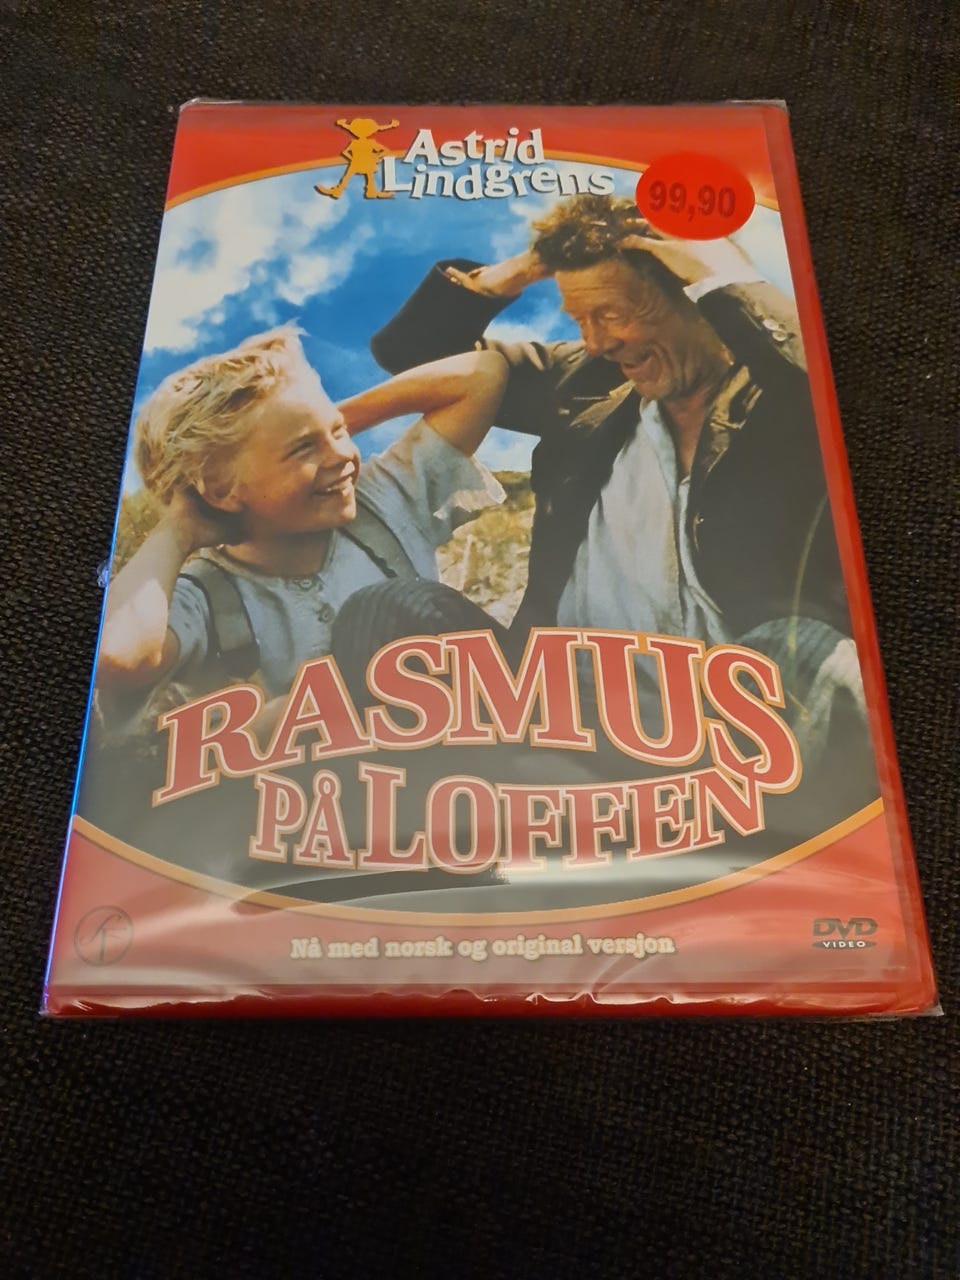 Astrid
Lindgrens
99,90
RASMUS
PÅ LOFFEN
Nå med norsk og original versjon
DVD
VIDEO